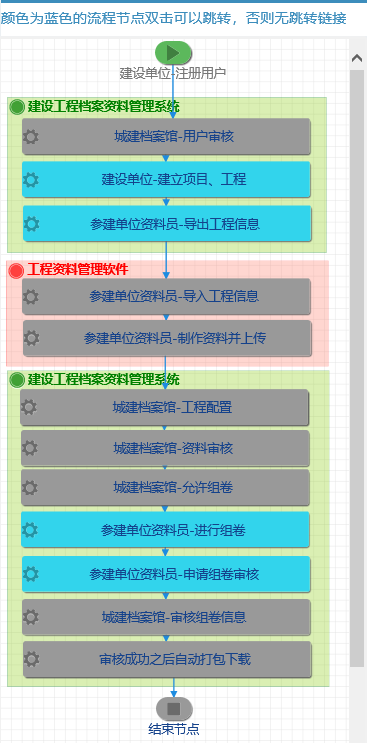 颜色为蓝色的流程节点双击可以跳转，否则无跳转链接
建设单位-注册用户
建设工程档案资料管理系统
城建档案馆-用户审核
建设单位-建立项目、工程
参建单位资料员-导出工程信息
工程资料管理软件
参建单位资料员-导入工程信息
参建单位资料员-制作资料并上传
建设工程档案资料管理系统
城建档案馆-工程配置
城建档案馆-资料审核
城建档案馆-允许组卷
参建单位资料员-进行组卷
参建单位资料员-申请组卷审核
城建档案馆-审核组卷信息
审核成功之后自动打包下载
结束节点